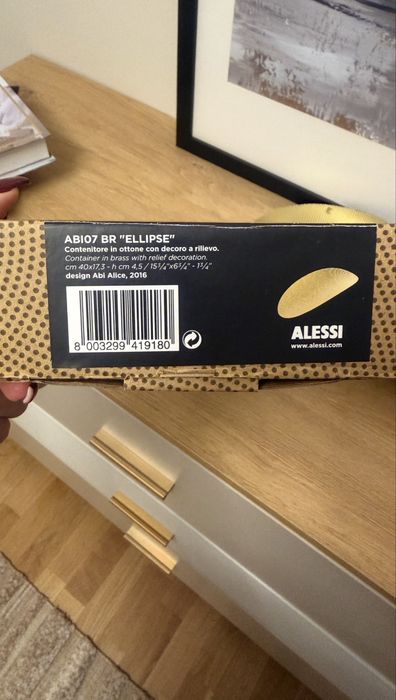 ABI07 BR "ELLIPSE"
Contenitore in ottone con decoro a rilievo.
Container in brass with relief decoration.
cm 40x17,3 - h cm 4,5 / 15¾"x6¾" - 1¾"
design Abi Alice, 2016
8 003299 419180
ALESSI
www.alessi.com